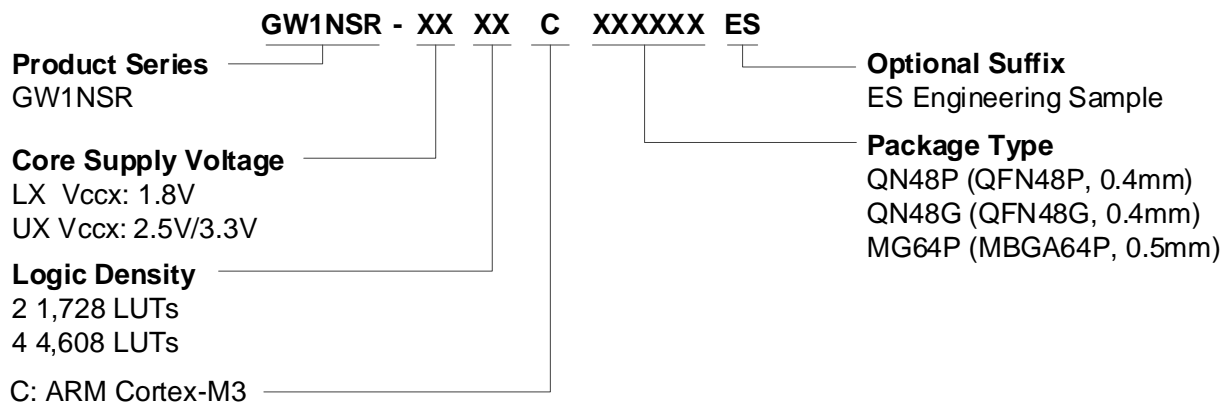 GW1NSR - XX XX C XXXXXX ES
Product Series
GW1NSR
Core Supply Voltage
LX Vccx: 1.8V
UX Vccx: 2.5V/3.3V
Logic Density
2 1,728 LUTs
4 4,608 LUTs
C: ARM Cortex-M3
Optional Suffix
ES Engineering Sample
Package Type
QN48P (QFN48P, 0.4mm)
QN48G (QFN48G, 0.4mm)
MG64P (MBGA64P, 0.5mm)